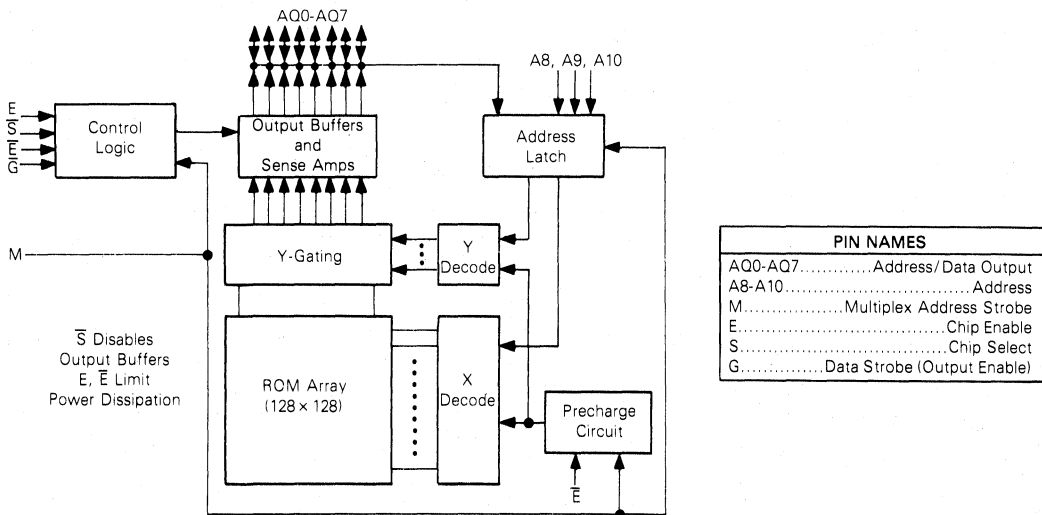 AQ0-AQ7
A8, A9, A10
E
S̅
E̅
G̅
Control
Logic
Output Buffers
and
Sense Amps
Address
Latch
M
Y-Gating
Y
Decode
S̅ Disables
Output Buffers
E, E̅ Limit
Power Dissipation
ROM Array
(128 × 128)
X
Decode
Precharge
Circuit
E̅
PIN NAMES
AQ0-AQ7.............Address/Data Output
A8-A10..............................Address
M..................Multiplex Address Strobe
E.................................Chip Enable
S..................................Chip Select
G..............Data Strobe (Output Enable)